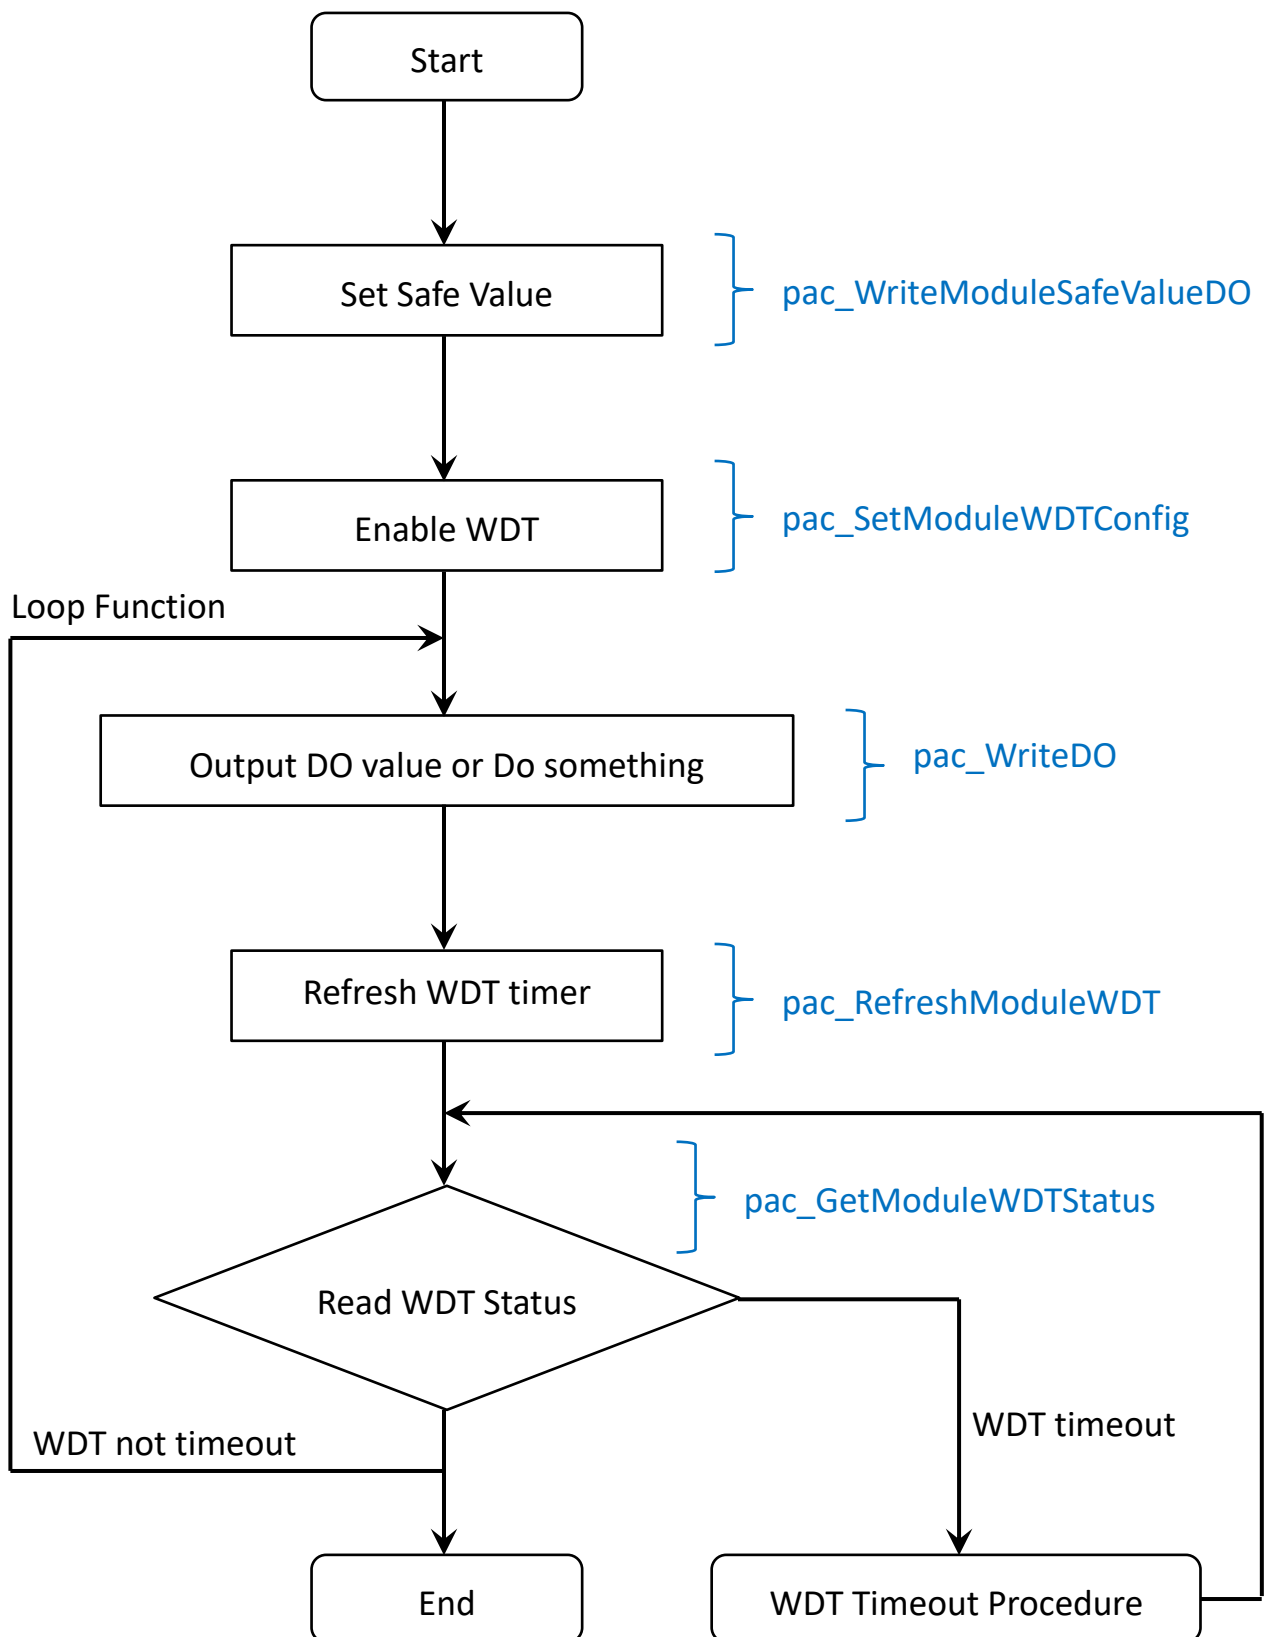 Start
Set Safe Value
pac_WriteModuleSafeValueDO
Enable WDT
pac_SetModuleWDTConfig
Loop Function
Output DO value or Do something
pac_WriteDO
Refresh WDT timer
pac_RefreshModuleWDT
pac_GetModuleWDTStatus
Read WDT Status
WDT timeout
WDT not timeout
End
WDT Timeout Procedure